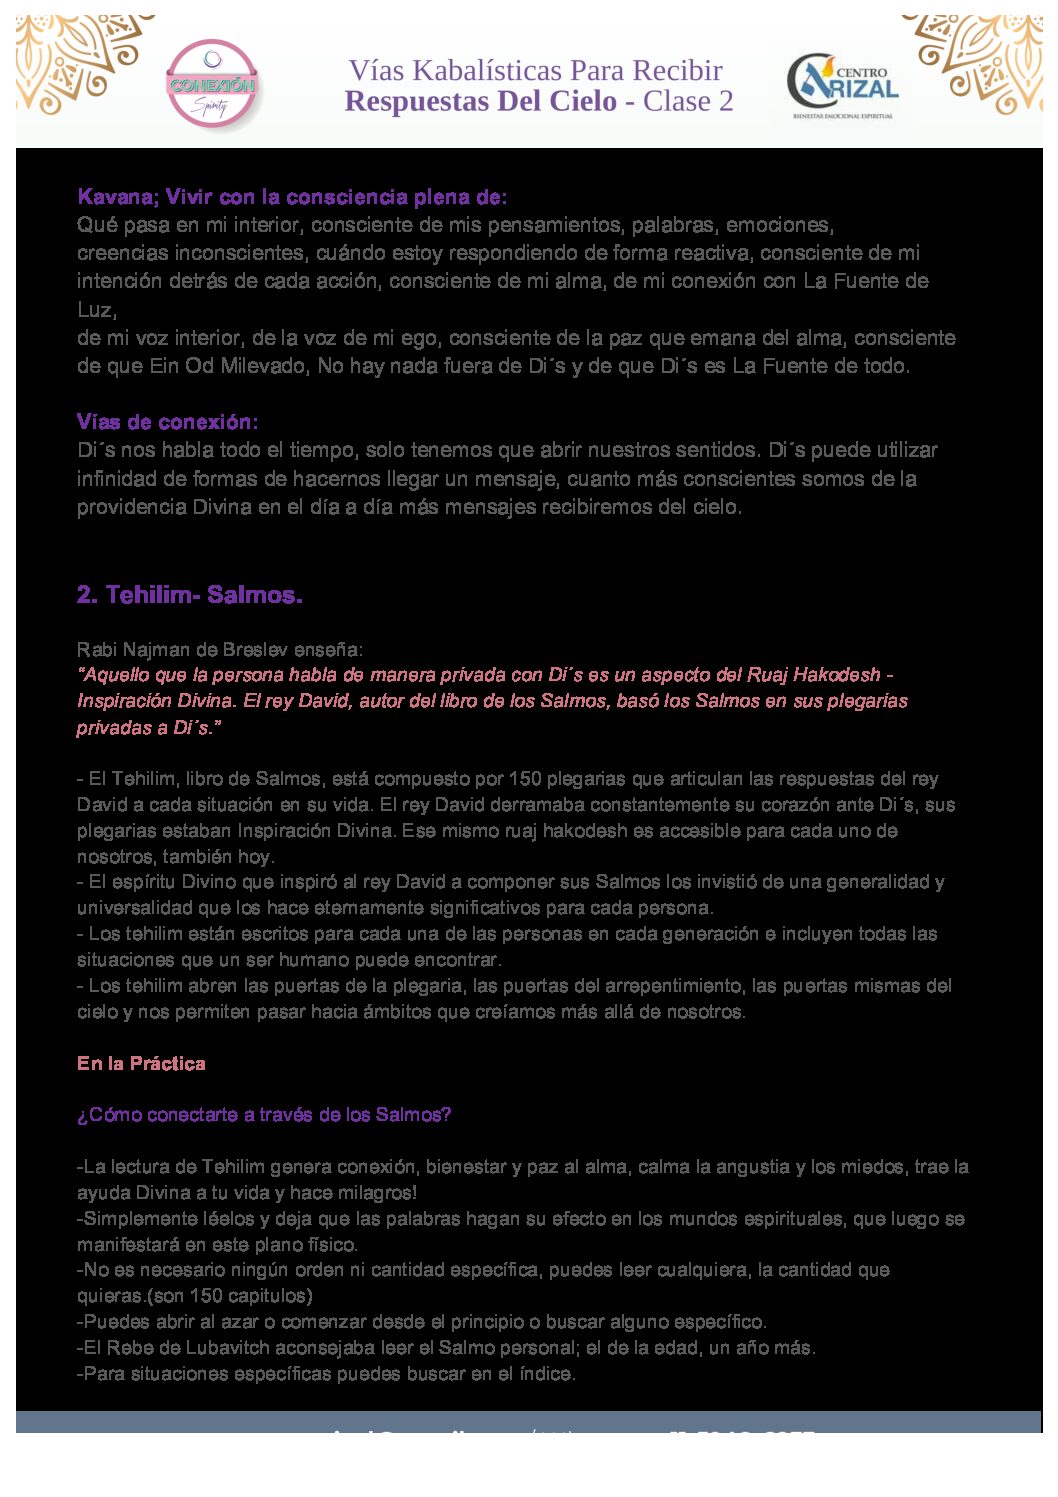 CONEXIÓN
Spirity
Vías Kabalísticas Para Recibir
Respuestas Del Cielo - Clase 2
CENTRO
ARIZAL
BIENESTAR EMOCIONAL ESPIRITUAL
Kavana; Vivir con la consciencia plena de:
Qué pasa en mi interior, consciente de mis pensamientos, palabras, emociones,
creencias inconscientes, cuándo estoy respondiendo de forma reactiva, consciente de mi
intención detrás de cada acción, consciente de mi alma, de mi conexión con La Fuente de
Luz,
de mi voz interior, de la voz de mi ego, consciente de la paz que emana del alma, consciente
de que Ein Od Milevado, No hay nada fuera de Di´s y de que Di´s es La Fuente de todo.
Vías de conexión:
Di´s nos habla todo el tiempo, solo tenemos que abrir nuestros sentidos. Di´s puede utilizar
infinidad de formas de hacernos llegar un mensaje, cuanto más conscientes somos de la
providencia Divina en el día a día más mensajes recibiremos del cielo.
2. Tehilim- Salmos.
Rabi Najman de Breslev enseña:
"Aquello que la persona habla de manera privada con Di´s es un aspecto del Ruaj Hakodesh -
Inspiración Divina. El rey David, autor del libro de los Salmos, basó los Salmos en sus plegarias
privadas a Di´s."
- El Tehilim, libro de Salmos, está compuesto por 150 plegarias que articulan las respuestas del rey
David a cada situación en su vida. El rey David derramaba constantemente su corazón ante Di´s, sus
plegarias estaban Inspiración Divina. Ese mismo ruaj hakodesh es accesible para cada uno de
nosotros, también hoy.
- El espíritu Divino que inspiró al rey David a componer sus Salmos los invistió de una generalidad y
universalidad que los hace eternamente significativos para cada persona.
- Los tehilim están escritos para cada una de las personas en cada generación e incluyen todas las
situaciones que un ser humano puede encontrar.
- Los tehilim abren las puertas de la plegaria, las puertas del arrepentimiento, las puertas mismas del
cielo y nos permiten pasar hacia ámbitos que creíamos más allá de nosotros.
En la Práctica
¿Cómo conectarte a través de los Salmos?
-La lectura de Tehilim genera conexión, bienestar y paz al alma, calma la angustia y los miedos, trae la
ayuda Divina a tu vida y hace milagros!
-Simplemente léelos y deja que las palabras hagan su efecto en los mundos espirituales, que luego se
manifestará en este plano físico.
-No es necesario ningún orden ni cantidad específica, puedes leer cualquiera, la cantidad que
quieras.(son 150 capitulos)
-Puedes abrir al azar o comenzar desde el principio o buscar alguno específico.
-El Rebe de Lubavitch aconsejaba leer el Salmo personal; el de la edad, un año más.
-Para situaciones específicas puedes buscar en el índice.